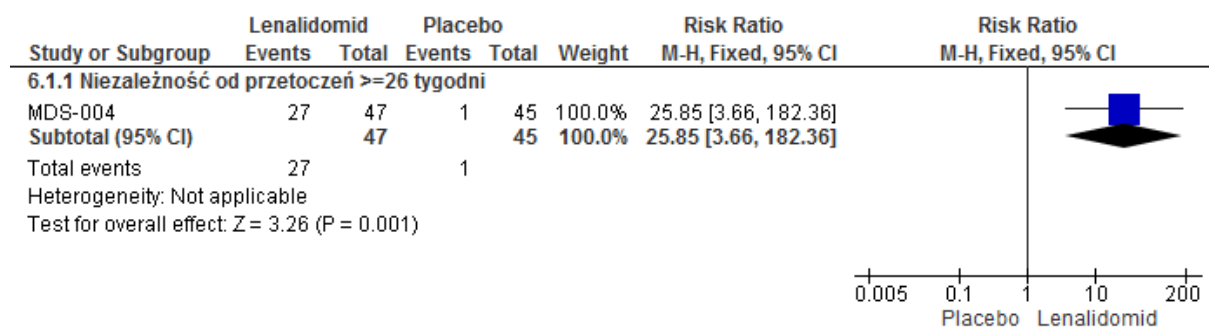 Lenalidomid Placebo Risk Ratio Risk Ratio
Study or Subgroup Events Total Events Total Weight M-H, Fixed, 95% CI M-H, Fixed, 95% CI
6.1.1 Niezależność od przetoczeń >=26 tygodni
MDS-004 27 47 1 45 100.0% 25.85 [3.66, 182.36]
Subtotal (95% CI) 47 45 100.0% 25.85 [3.66, 182.36]
Total events 27 1
Heterogeneity: Not applicable
Test for overall effect: Z = 3.26 (P = 0.001)
0.005 0.1 1 10 200
Placebo Lenalidomid